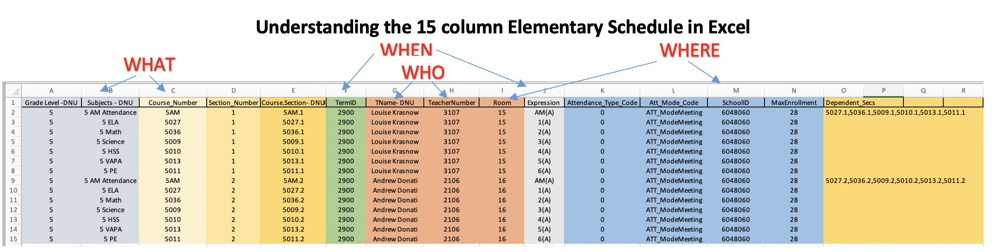 Understanding the 15 column Elementary Schedule in Excel
WHEN WHERE
WHAT
WHO
A B C D E F G H I J K L M N O P Q R
1 Grade Level -DNU Subjects - DNU Course_Number Section_Number Course.Section- DNU TermID TName- DNU TeacherNumber Room Expression Attendance_Type_Code Att_Mode_Code SchoolID MaxEnrollment Dependent_Secs
2 5 5 AM Attendance 5AM 1 5AM.1 2900 Louise Krasnow 3107 15 AM(A) 0 ATT_ModeMeeting 6048060 28 5027.1,5036.1,5009.1,5010.1,5013.1,5011.1
3 5 5 ELA 5027 1 5027.1 2900 Louise Krasnow 3107 15 1(A) 0 ATT_ModeMeeting 6048060 28
4 5 5 Math 5036 1 5036.1 2900 Louise Krasnow 3107 15 2(A) 0 ATT_ModeMeeting 6048060 28
5 5 5 Science 5009 1 5009.1 2900 Louise Krasnow 3107 15 3(A) 0 ATT_ModeMeeting 6048060 28
6 5 5 HSS 5010 1 5010.1 2900 Louise Krasnow 3107 15 4(A) 0 ATT_ModeMeeting 6048060 28
7 5 5 VAPA 5013 1 5013.1 2900 Louise Krasnow 3107 15 5(A) 0 ATT_ModeMeeting 6048060 28
8 5 5 PE 5011 1 5011.1 2900 Louise Krasnow 3107 15 6(A) 0 ATT_ModeMeeting 6048060 28
9 5 5 AM Attendance 5AM 2 5AM.2 2900 Andrew Donati 2106 16 AM(A) 0 ATT_ModeMeeting 6048060 28 5027.2,5036.2,5009.2,5010.2,5013.2,5011.2
10 5 5 ELA 5027 2 5027.2 2900 Andrew Donati 2106 16 1(A) 0 ATT_ModeMeeting 6048060 28
11 5 5 Math 5036 2 5036.2 2900 Andrew Donati 2106 16 2(A) 0 ATT_ModeMeeting 6048060 28
12 5 5 Science 5009 2 5009.2 2900 Andrew Donati 2106 16 3(A) 0 ATT_ModeMeeting 6048060 28
13 5 5 HSS 5010 2 5010.2 2900 Andrew Donati 2106 16 4(A) 0 ATT_ModeMeeting 6048060 28
14 5 5 VAPA 5013 2 5013.2 2900 Andrew Donati 2106 16 5(A) 0 ATT_ModeMeeting 6048060 28
15 5 5 PE 5011 2 5011.2 2900 Andrew Donati 2106 16 6(A) 0 ATT_ModeMeeting 6048060 28